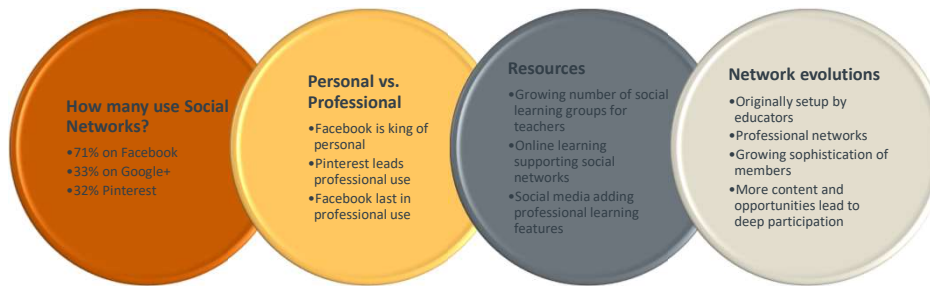 How many use Social
Networks?
•71% on Facebook
•33% on Google+
•32% Pinterest
Personal vs.
Professional
•Facebook is king of
personal
•Pinterest leads
professional use
•Facebook last in
professional use
Resources
•Growing number of social
learning groups for
teachers
•Online learning
supporting social
networks
•Social media adding
professional learning
features
Network evolutions
•Originally setup by
educators
•Professional networks
•Growing sophistication of
members
•More content and
opportunities lead to
deep participation